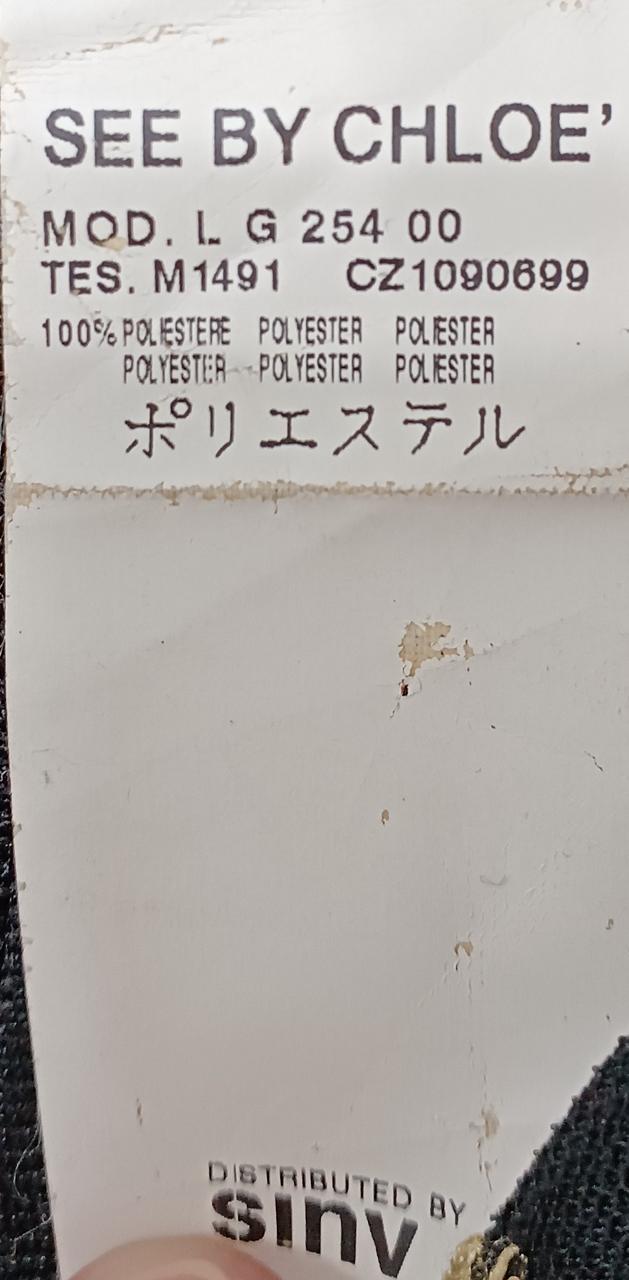 SEE BY CHLOE'
MOD. L G 254 00
TES. M1491 CZ1090699
100% POLIESTERE POLYESTER POLIESTER
POLYESTER POLYESTER POLIESTER
ポリエステル
DISTRIBUTED BY
sinv